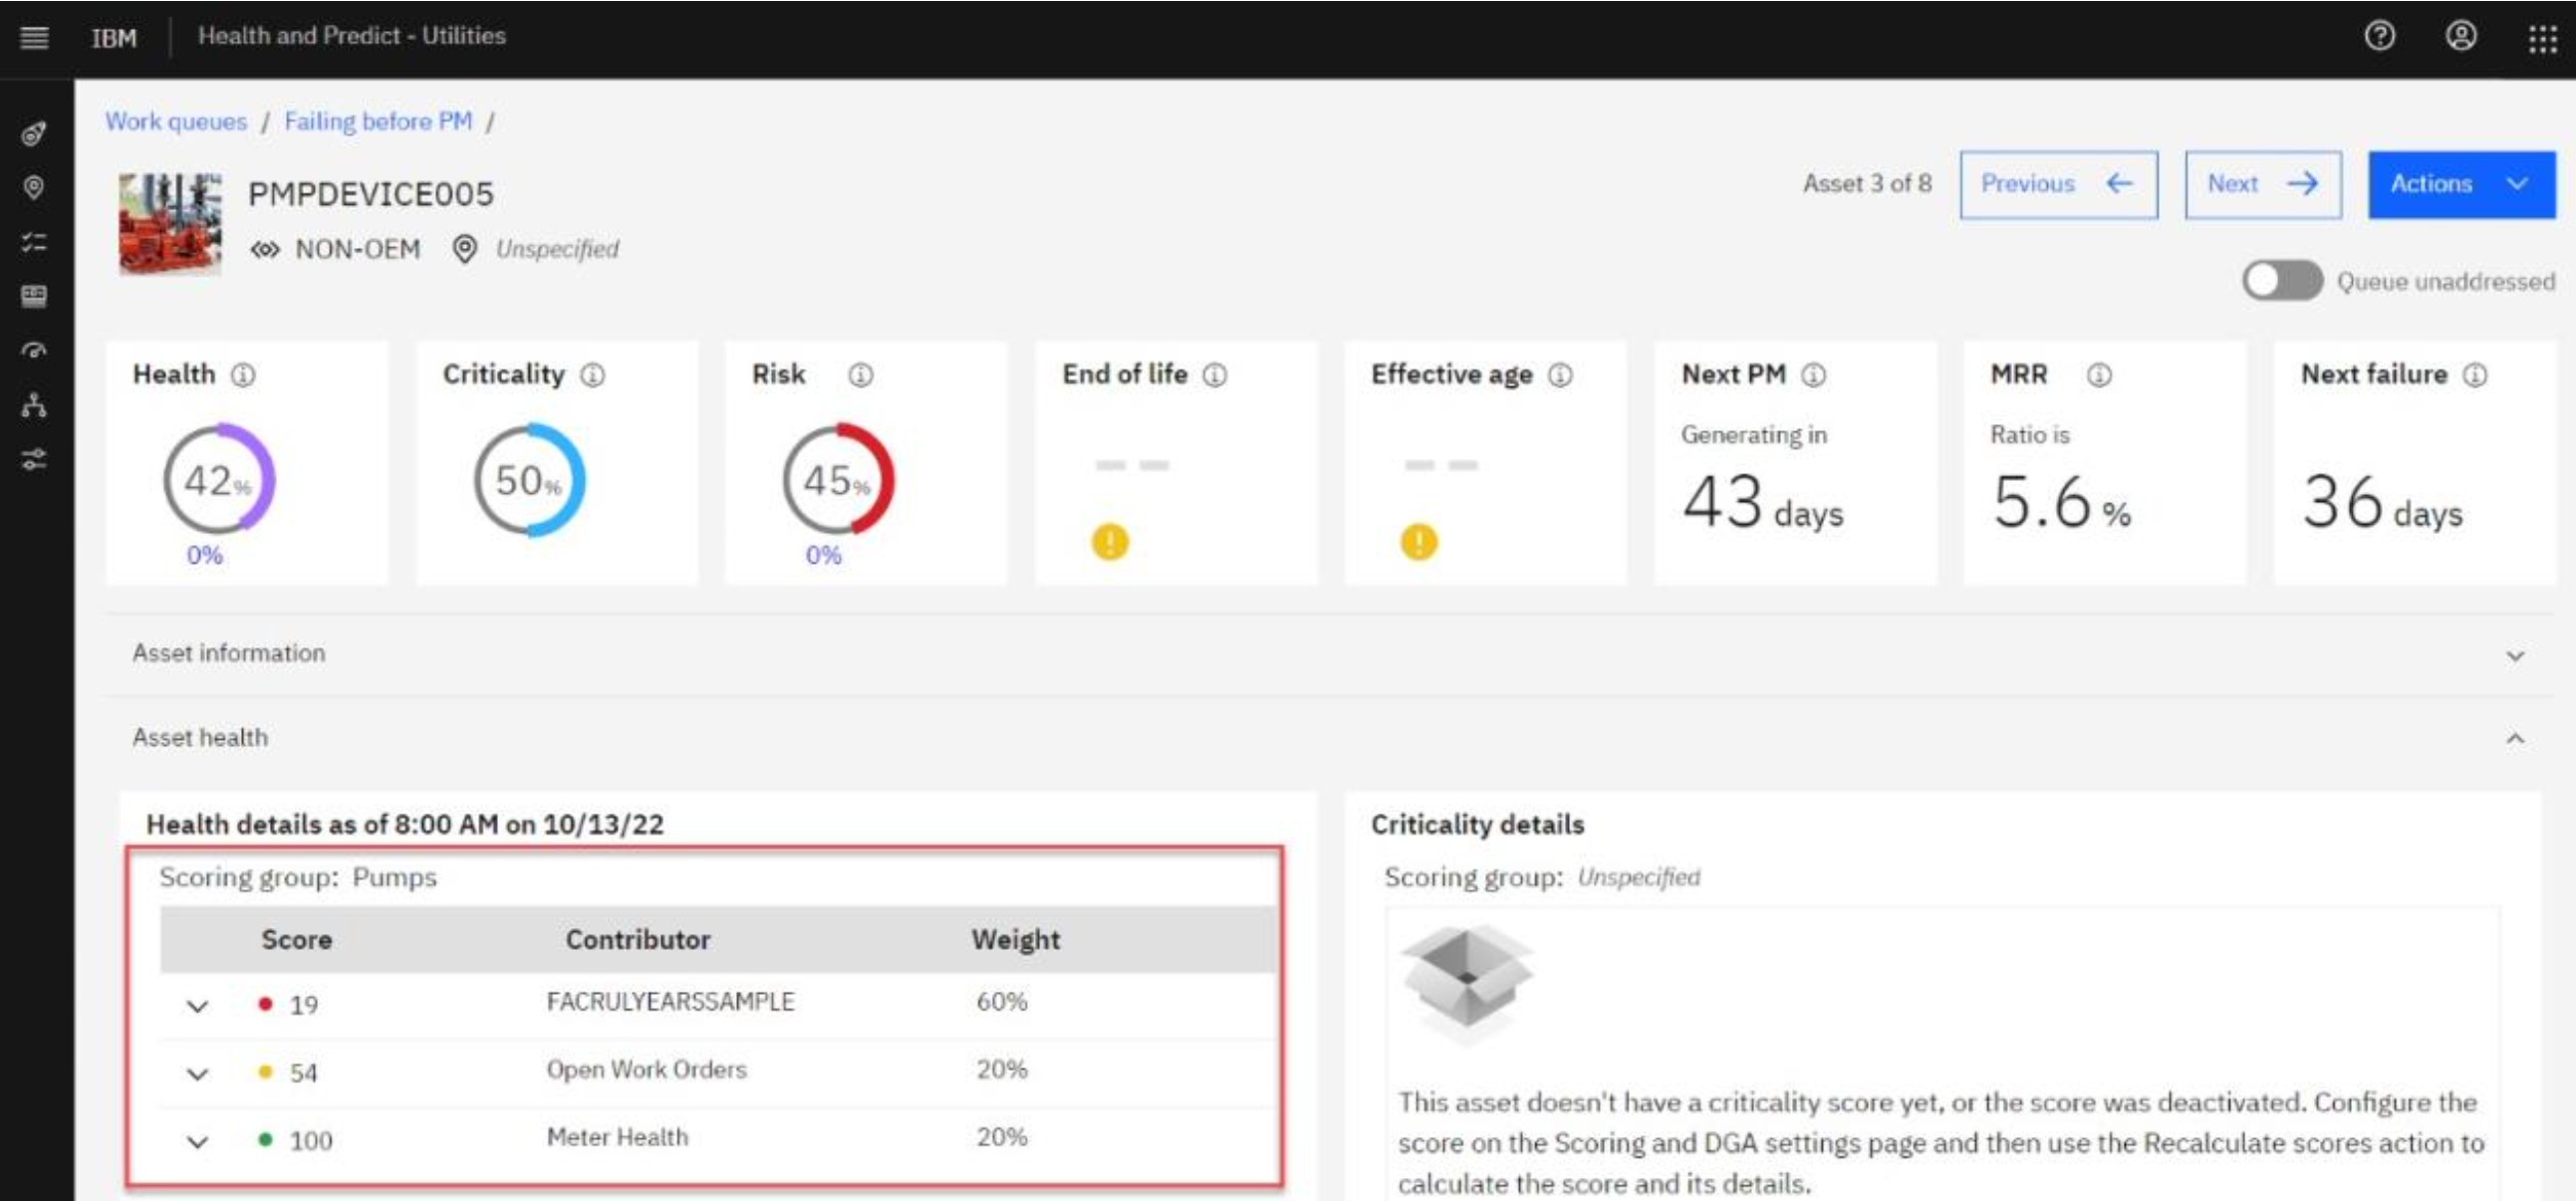 IBM Health and Predict - Utilities
Work queues / Failing before PM /
PMPDEVICE005
NON-OEM Unspecified
Asset 3 of 8 Previous Next Actions
Queue unaddressed
Health Criticality Risk End of life Effective age Next PM MRR Next failure
Generating in Ratio is
42% 50% 45% -- -- 43 days 5.6 % 36 days
0% 0%
Asset information
Asset health
Health details as of 8:00 AM on 10/13/22
Scoring group: Pumps
Score Contributor Weight
19 FACRULYEARSSAMPLE 60%
54 Open Work Orders 20%
100 Meter Health 20%
Criticality details
Scoring group: Unspecified
This asset doesn't have a criticality score yet, or the score was deactivated. Configure the
score on the Scoring and DGA settings page and then use the Recalculate scores action to
calculate the score and its details.